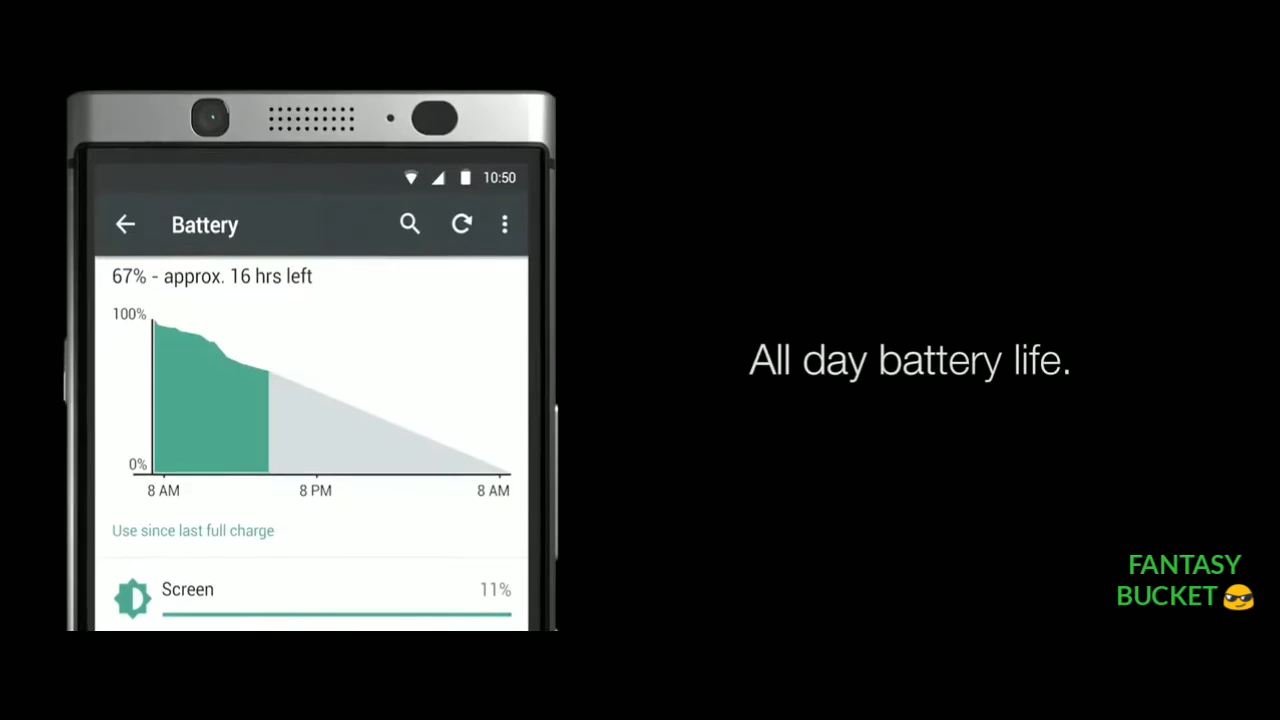 10:50
Battery
67% - approx. 16 hrs left
100%
0%
8 AM 8 PM 8 AM
Use since last full charge
Screen 11%
All day battery life.
FANTASY
BUCKET😎